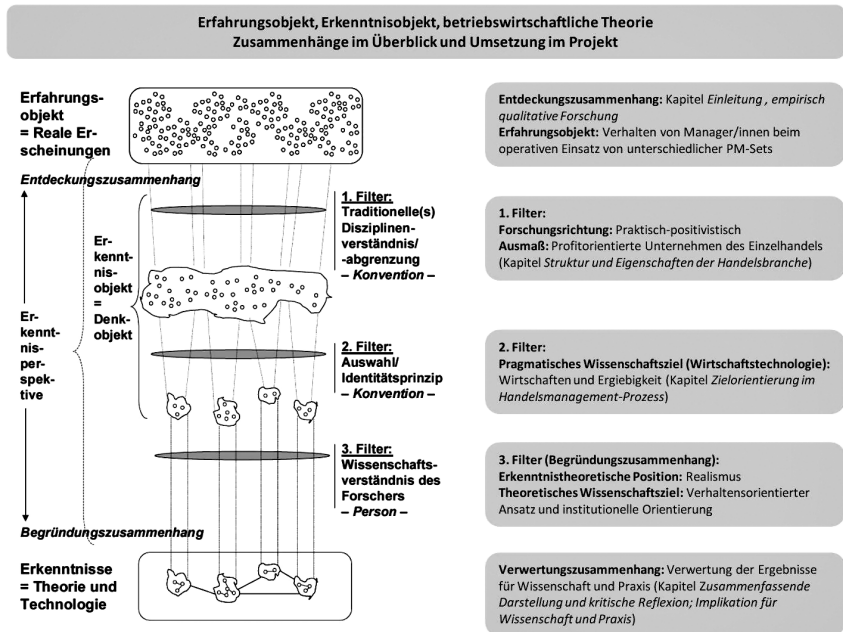 Erfahrungsobjekt, Erkenntnisobjekt, betriebswirtschaftliche Theorie
Zusammenhänge im Überblick und Umsetzung im Projekt
Erfahrungs-
objekt
= Reale Er-
scheinungen
Entdeckungszusammenhang
Er-
kennt-
nis-
per-
spek-
tive
Er-
kennt-
nis-
objekt
=
Denk-
objekt
1. Filter:
Traditionelle(s)
Disziplinen-
verständnis/
-abgrenzung
– Konvention –
2. Filter:
Auswahl/
Identitätsprinzip
– Konvention –
3. Filter:
Wissenschafts-
verständnis des
Forschers
– Person –
Begründungszusammenhang
Erkenntnisse
= Theorie und
Technologie
Entdeckungszusammenhang: Kapitel Einleitung , empirisch
qualitative Forschung
Erfahrungsobjekt: Verhalten von Manager/innen beim
operativen Einsatz von unterschiedlicher PM-Sets
1. Filter:
Forschungsrichtung: Praktisch-positivistisch
Ausmaß: Profitorientierte Unternehmen des Einzelhandels
(Kapitel Struktur und Eigenschaften der Handelsbranche)
2. Filter:
Pragmatisches Wissenschaftsziel (Wirtschaftstechnologie):
Wirtschaften und Ergiebigkeit (Kapitel Zielorientierung im
Handelsmanagement-Prozess)
3. Filter (Begründungszusammenhang):
Erkenntnistheoretische Position: Realismus
Theoretisches Wissenschaftsziel: Verhaltensorientierter
Ansatz und institutionelle Orientierung
Verwertungszusammenhang: Verwertung der Ergebnisse
für Wissenschaft und Praxis (Kapitel Zusammenfassende
Darstellung und kritische Reflexion; Implikation für
Wissenschaft und Praxis)